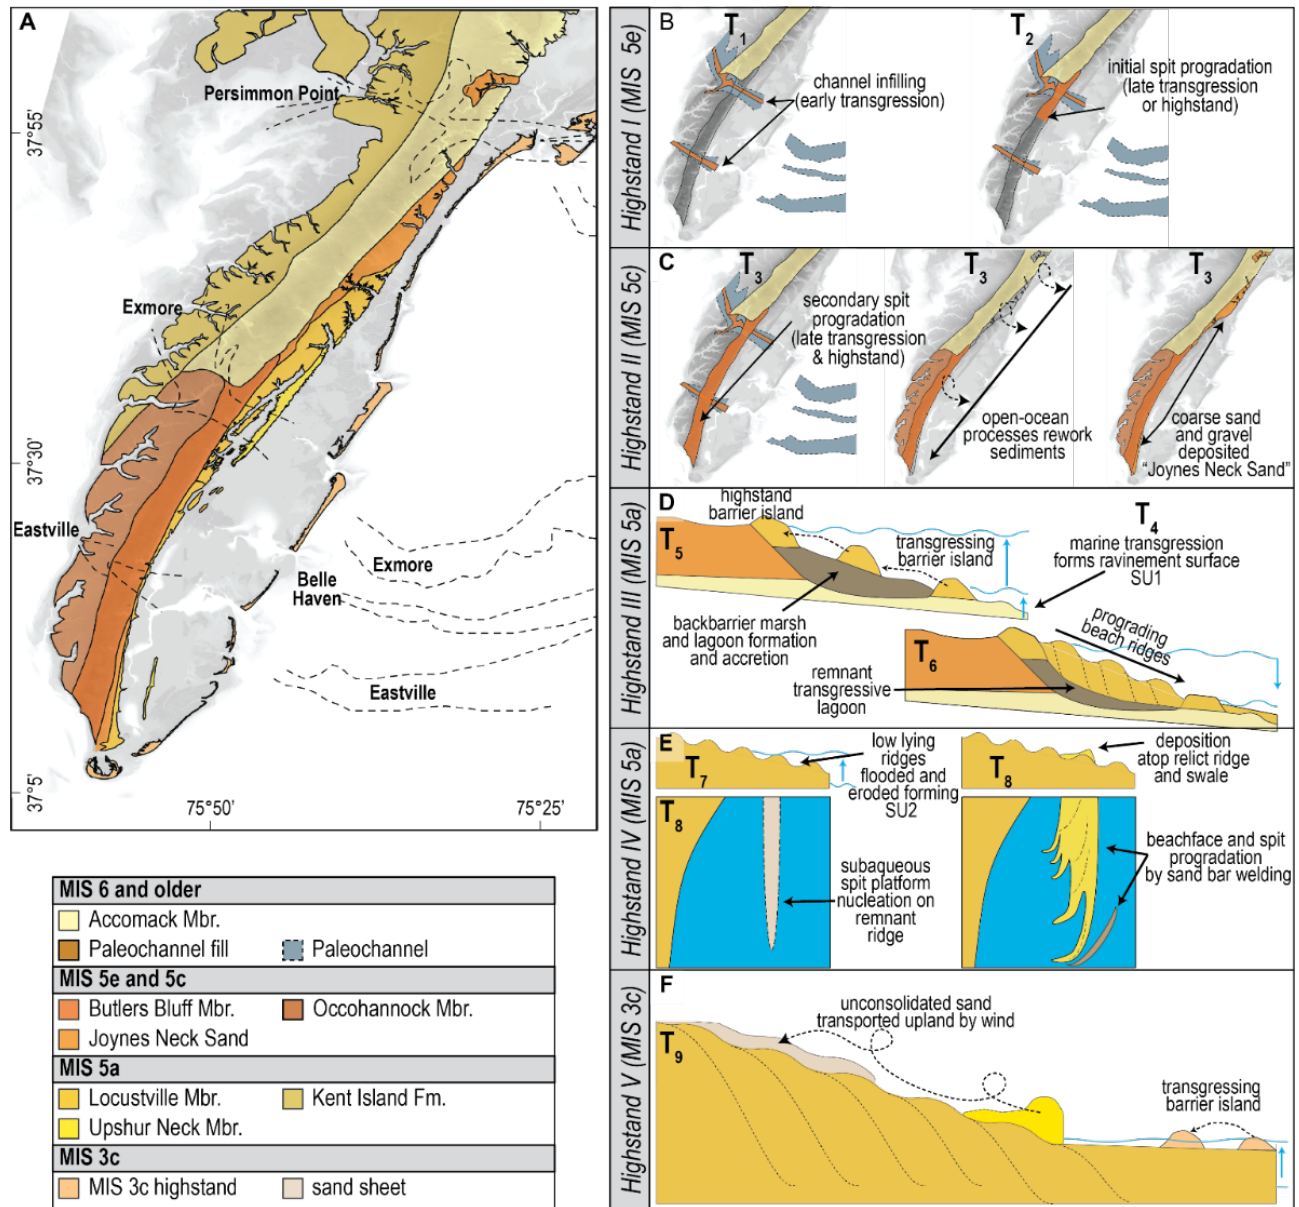 A
Persimmon Point
37°55'
Exmore
37°30'
Eastville
Exmore
Belle
Haven
Eastville
37°5'
75°50'
75°25'
MIS 6 and older
Accomack Mbr.
Paleochannel fill
Paleochannel
MIS 5e and 5c
Butlers Bluff Mbr.
Occohannock Mbr.
Joynes Neck Sand
MIS 5a
Locustville Mbr.
Kent Island Fm.
Upshur Neck Mbr.
MIS 3c
MIS 3c highstand
sand sheet
Highstand I (MIS 5e)
B
T1
channel infilling
(early transgression)
T2
initial spit progradation
(late transgression
or highstand)
Highstand II (MIS 5c)
C
T3
secondary spit
progradation
(late transgression
& highstand)
T3
open-ocean
processes rework
sediments
T3
coarse sand
and gravel
deposited
"Joynes Neck Sand"
Highstand III (MIS 5a)
D
T5
highstand
barrier island
transgressing
barrier island
T4
marine transgression
forms ravinement surface
SU1
backbarrier marsh
and lagoon formation
and accretion
T6
prograding
beach ridges
remnant
transgressive
lagoon
Highstand IV (MIS 5a)
E
T7
low lying
ridges
flooded and
eroded forming
SU2
T8
deposition
atop relict ridge
and swale
T8
subaqueous
spit platform
nucleation on
remnant
ridge
beachface and spit
progradation
by sand bar welding
Highstand V (MIS 3c)
F
T9
unconsolidated sand
transported upland by wind
transgressing
barrier island